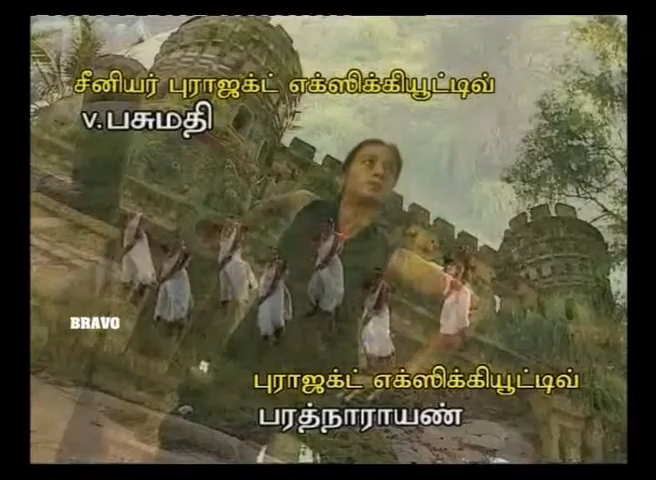 சீனியர் புராஜக்ட் எக்ஸிக்கியூட்டிவ்
v.பசுமதி
BRAVO
புராஜக்ட் எக்ஸிக்கியூட்டிவ்
பரத்நாராயண்